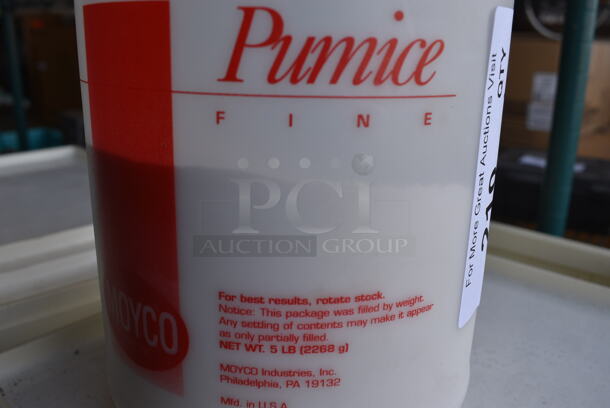 Pumice
FINE
PCI
AUCTION GROUP
For More Great Auctions Visit
QTY
MOYCO
For best results, rotate stock.
Notice: This package was filled by weight.
Any settling of contents may make it appear
as only partially filled.
NET WT. 5 LB (2268 g)
MOYCO Industries, Inc.
Philadelphia, PA 19132
Mfd. in U.S.A.